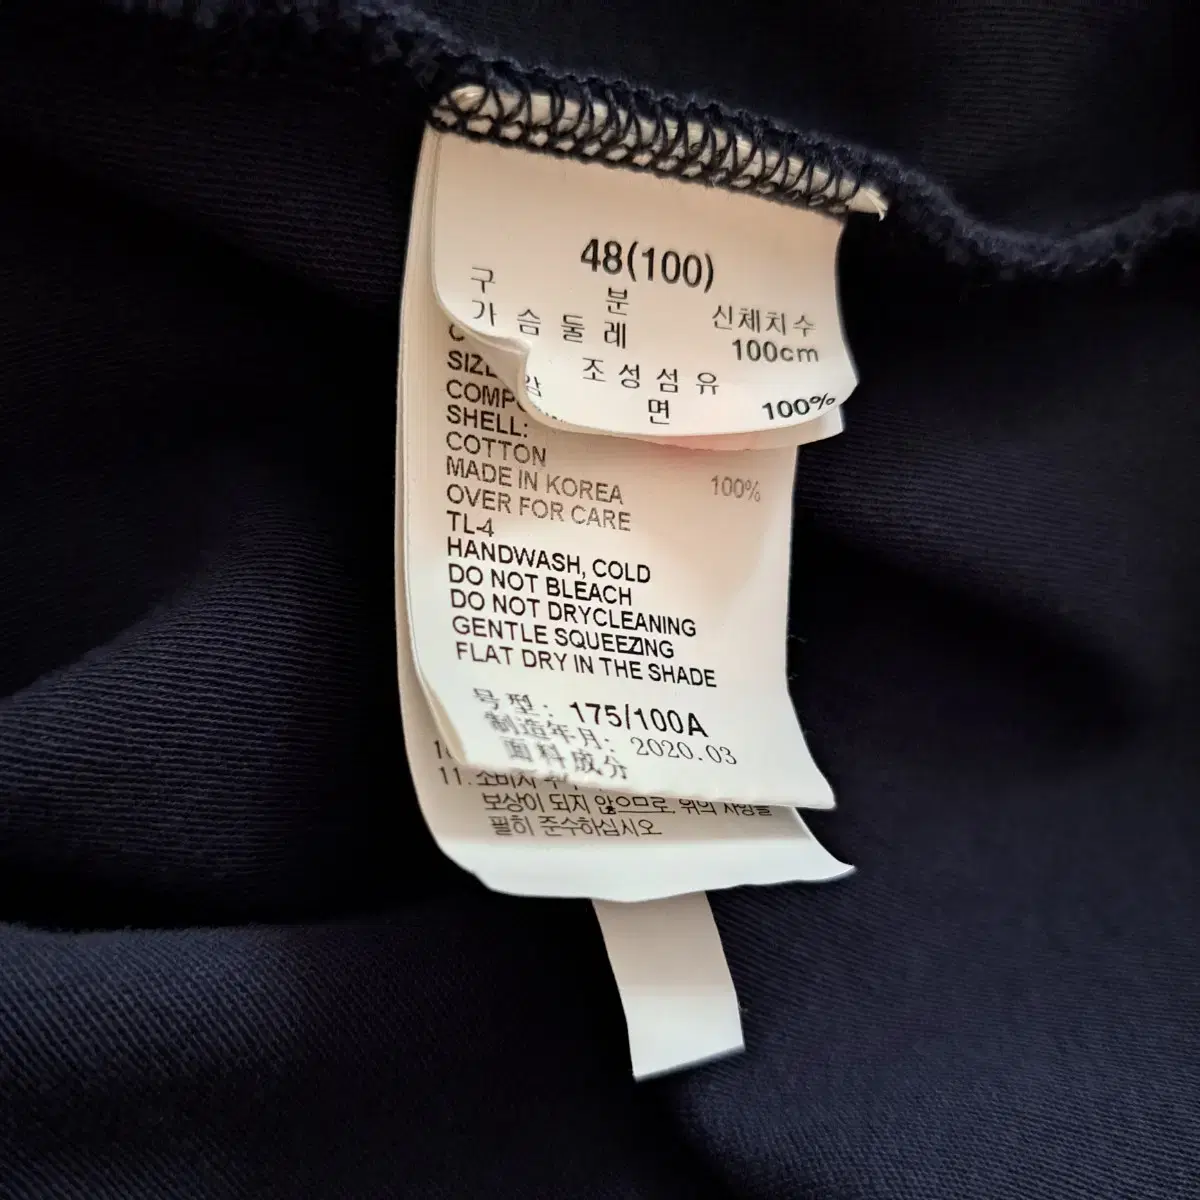 48(100)
구 분 신체치수
가 슴 둘 레 100cm
조 성 섬 유
면 100%
SHELL:
COTTON 100%
MADE IN KOREA
OVER FOR CARE
TL-4
HANDWASH, COLD
DO NOT BLEACH
DO NOT DRYCLEANING
GENTLE SQUEEZING
FLAT DRY IN THE SHADE
号型: 175/100A
制造年月: 2020.03
面料成分
11. 소비자
보상이 되지 않으므로, 위의 사항을
필히 준수하십시오